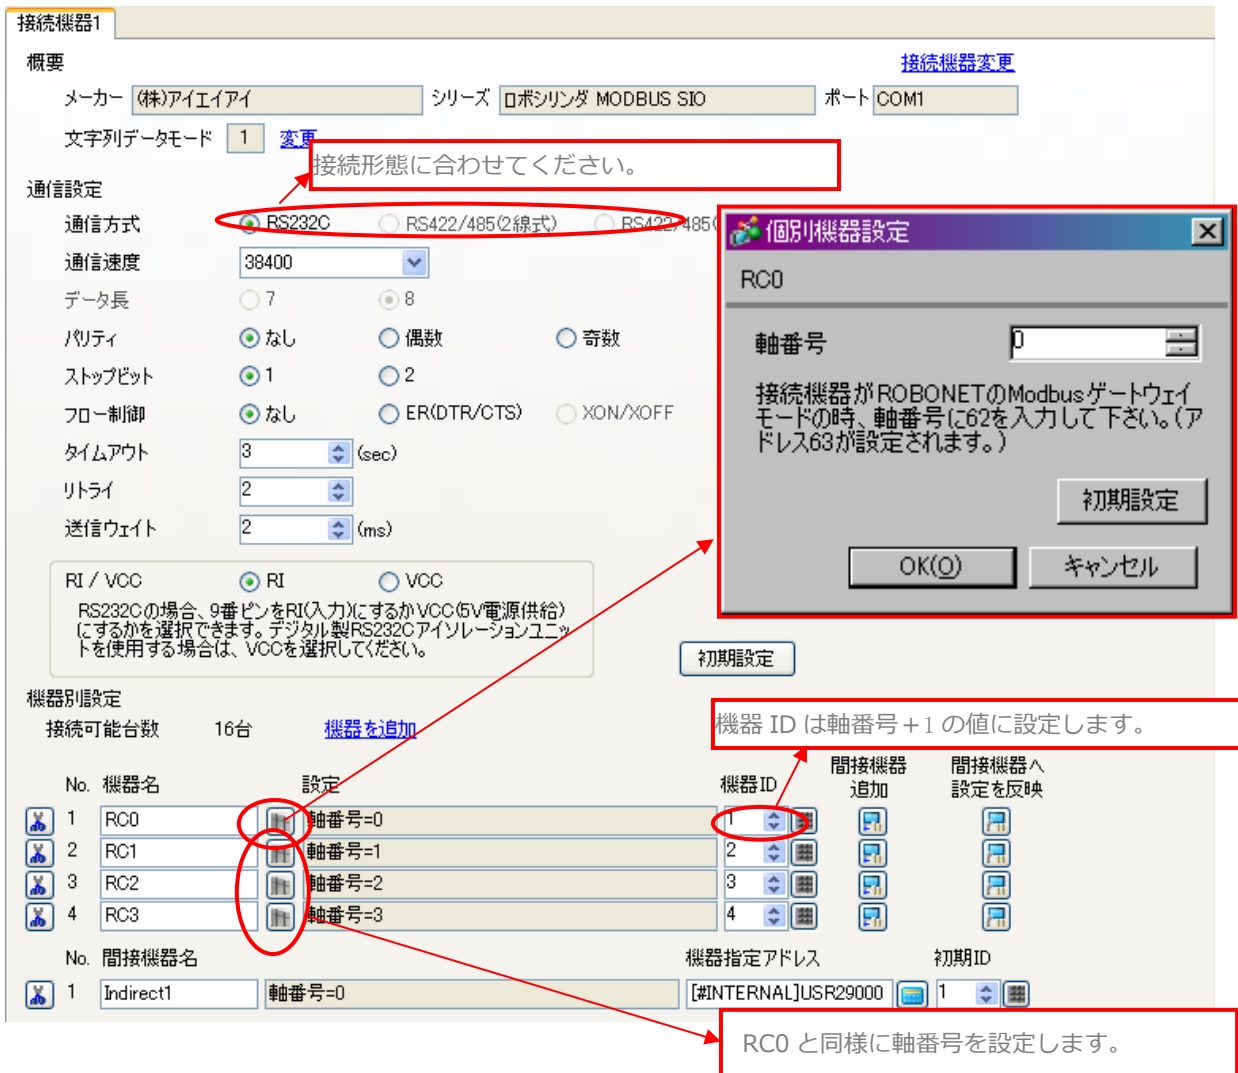 接続機器1
概要
接続機器変更
メーカー (株)アイエイアイ シリーズ ロボシリンダ MODBUS SIO ポート COM1
文字列データモード 1 変更
接続形態に合わせてください。
通信設定
通信方式 RS232C RS422/485(2線式) RS422/485(
通信速度 38400
データ長 7 8
パリティ なし 偶数 奇数
ストップビット 1 2
フロー制御 なし ER(DTR/CTS) XON/XOFF
タイムアウト 3 (sec)
リトライ 2
送信ウェイト 2 (ms)
RI / VCC RI VCC
RS232Cの場合、9番ピンをRI(入力)にするかVCC(5V電源供給)
にするかを選択できます。デジタル製RS232Cアイソレーションユニッ
トを使用する場合は、VCCを選択してください。
初期設定
個別機器設定
RC0
軸番号 0
接続機器がROBONETのModbusゲートウェイ
モードの時、軸番号に62を入力して下さい。(ア
ドレス63が設定されます。)
初期設定
OK(O) キャンセル
機器別設定
接続可能台数 16台 機器を追加
機器 ID は軸番号＋1 の値に設定します。
No. 機器名 設定 機器ID 間接機器追加 間接機器へ設定を反映
1 RC0 軸番号=0 1
2 RC1 軸番号=1 2
3 RC2 軸番号=2 3
4 RC3 軸番号=3 4
No. 間接機器名 機器指定アドレス 初期ID
1 Indirect1 軸番号=0 [#INTERNAL]USR29000 1
RC0 と同様に軸番号を設定します。